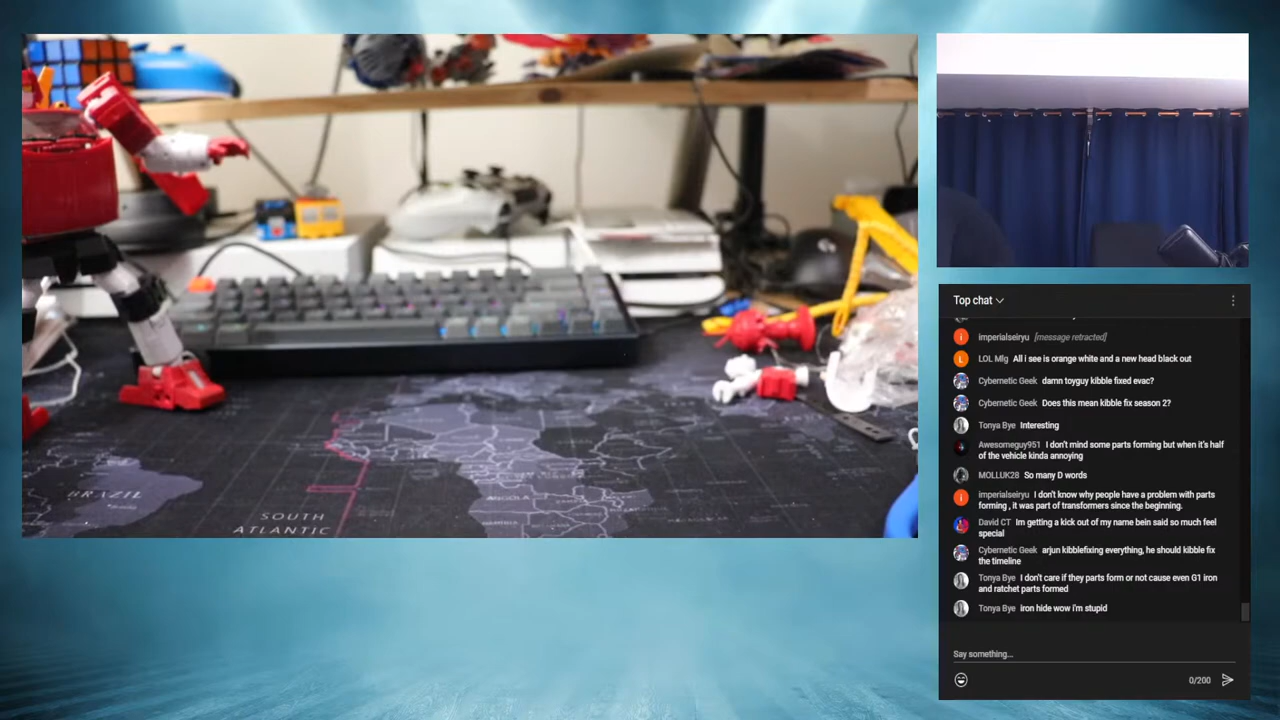 BRAZIL
SOUTH
ATLANTIC
ANGOLA
Top chat
imperialseiryu [message retracted]
LOL Mfg All i see is orange white and a new head black out
Cybernetic Geek damn toyguy kibble fixed evac?
Cybernetic Geek Does this mean kibble fix season 2?
Tonya Bye Interesting
Awesomeguy951 I don't mind some parts forming but when it's half
of the vehicle kinda annoying
MOLLUK28 So many D words
imperialseiryu I don't know why people have a problem with parts
forming , it was part of transformers since the beginning.
David CT Im getting a kick out of my name bein said so much feel
special
Cybernetic Geek arjun kibblefixing everything, he should kibble fix
the timeline
Tonya Bye I don't care if they parts form or not cause even G1 iron
and ratchet parts formed
Tonya Bye iron hide wow i'm stupid
Say something...
0/200